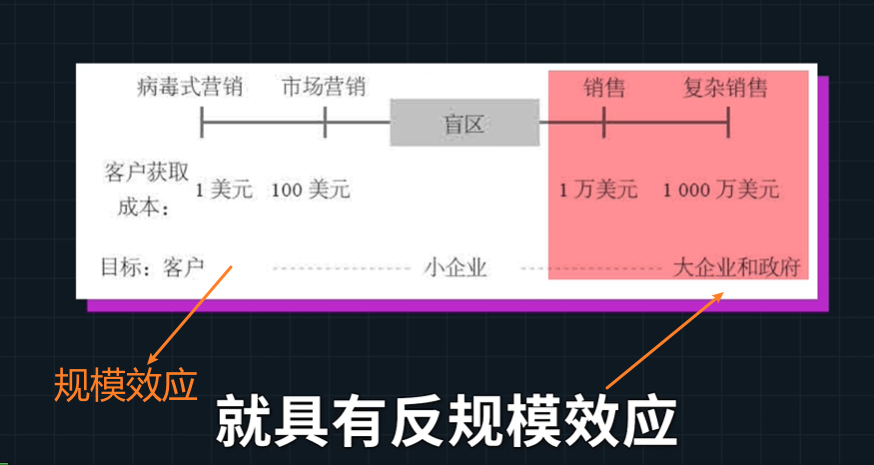 病毒式营销 市场营销 盲区 销售 复杂销售
客户获取
成本： 1 美元 100 美元 1 万美元 1 000 万美元
目标：客户 小企业 大企业和政府
规模效应
就具有反规模效应